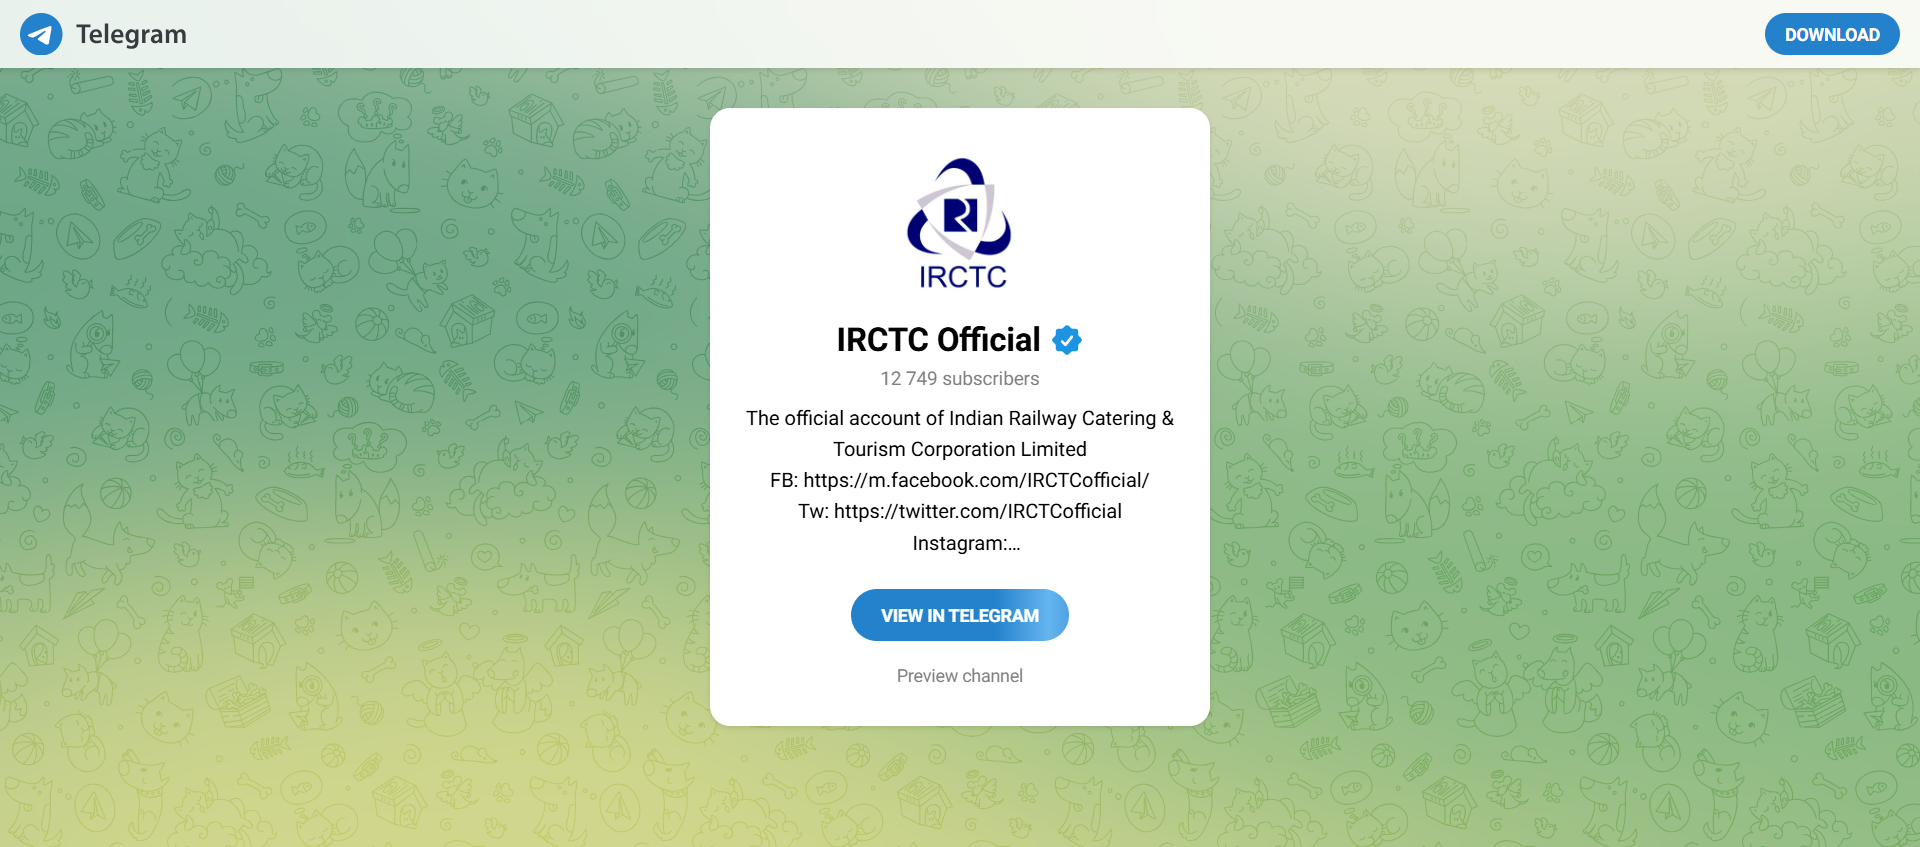 Telegram
DOWNLOAD
IRCTC
IRCTC Official
12 749 subscribers
The official account of Indian Railway Catering &
Tourism Corporation Limited
FB: https://m.facebook.com/IRCTCofficial/
Tw: https://twitter.com/IRCTCofficial
Instagram:...
VIEW IN TELEGRAM
Preview channel